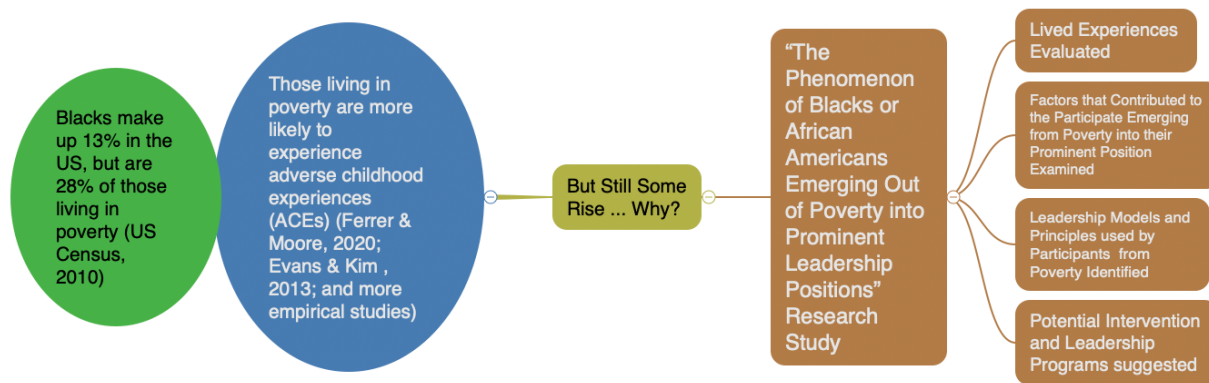 Blacks make
up 13% in the
US, but are
28% of those
living in
poverty (US
Census,
2010)
Those living in
poverty are more
likely to
experience
adverse childhood
experiences
(ACEs) (Ferrer &
Moore, 2020;
Evans & Kim ,
2013; and more
empirical studies)
But Still Some
Rise ... Why?
“The
Phenomenon
of Blacks or
African
Americans
Emerging Out
of Poverty into
Prominent
Leadership
Positions”
Research
Study
Lived Experiences
Evaluated
Factors that Contributed to
the Participate Emerging
from Poverty into their
Prominent Position
Examined
Leadership Models and
Principles used by
Participants from
Poverty Identified
Potential Intervention
and Leadership
Programs suggested